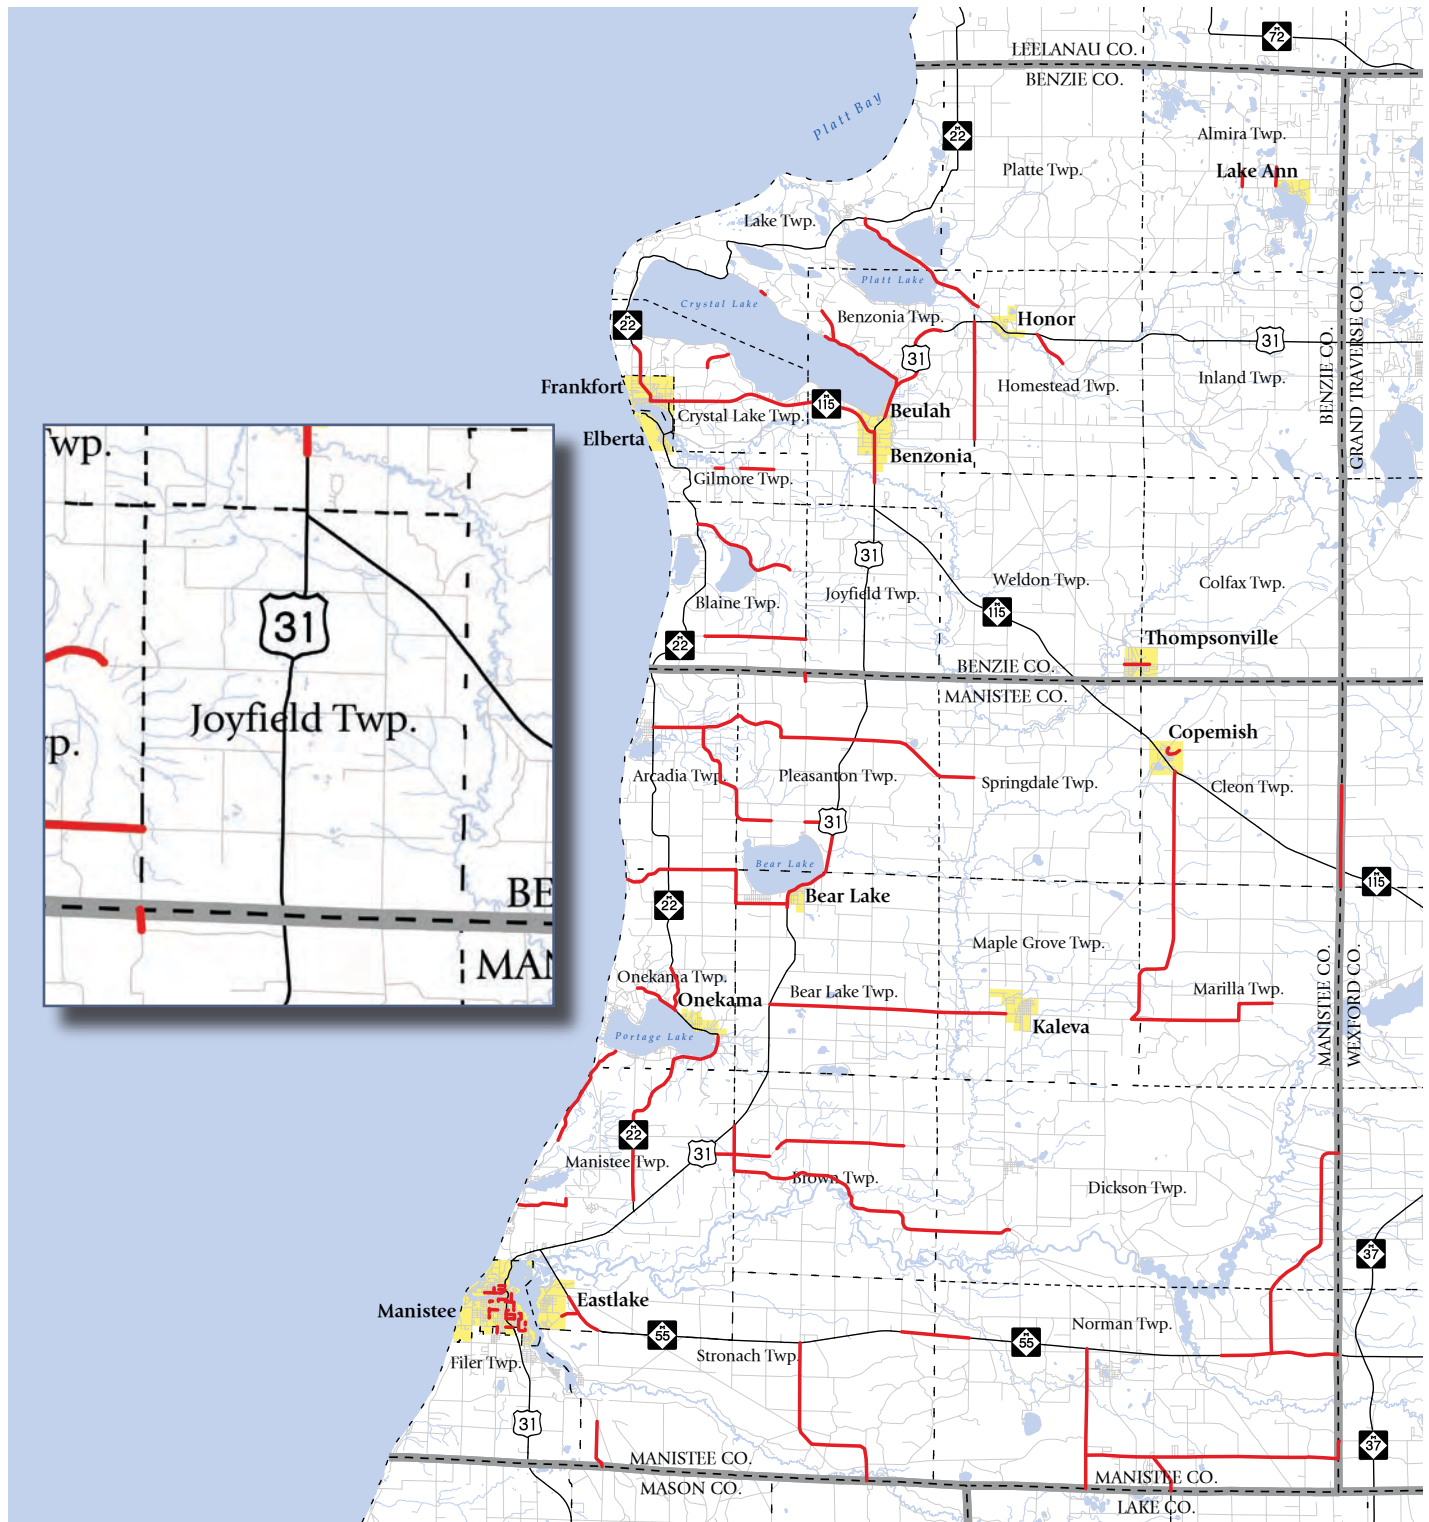 M
72
LEELANAU CO.
BENZIE CO.
Platt Bay
M
22
Almira Twp.
Platte Twp.
Lake Ann
Lake Twp.
Platt Lake
Crystal Lake
Benzonia Twp.
Honor
M
22
31
31
BENZIE CO.
GRAND TRAVERSE CO.
Frankfort
Homestead Twp.
Inland Twp.
M
115
Crystal Lake Twp.
Beulah
Elberta
Benzonia
Gilmore Twp.
wp.
31
Joyfield Twp.
p.
BE
MAN
31
Weldon Twp.
Colfax Twp.
Blaine Twp.
Joyfield Twp.
M
115
M
22
Thompsonville
BENZIE CO.
MANISTEE CO.
Copemish
Arcadia Twp.
Pleasanton Twp.
Springdale Twp.
Cleon Twp.
31
Bear Lake
M
115
Bear Lake
M
22
Maple Grove Twp.
MANISTEE CO.
WEXFORD CO.
Onekama Twp.
Onekama
Bear Lake Twp.
Marilla Twp.
Kaleva
Portage Lake
M
22
31
Manistee Twp.
Brown Twp.
Dickson Twp.
M
37
Manistee
Eastlake
M
55
M
55
Norman Twp.
Filer Twp.
Stronach Twp.
31
M
37
MANISTEE CO.
MASON CO.
MANISTEE CO.
LAKE CO.